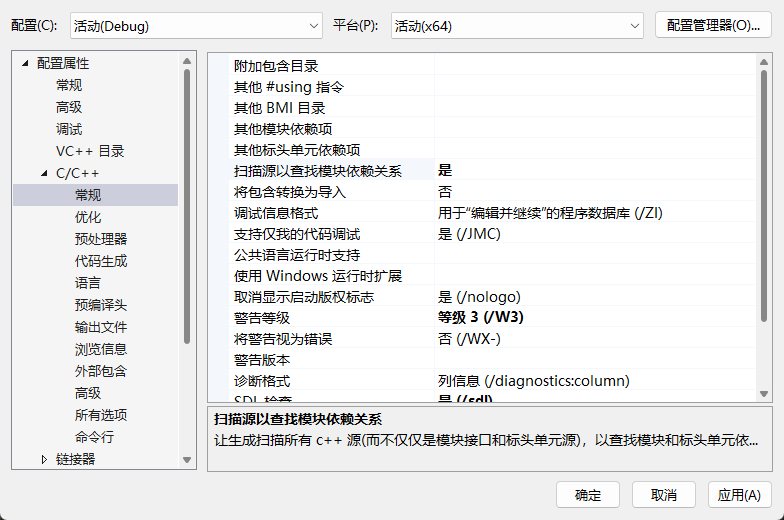 配置(C): 活动(Debug) 平台(P): 活动(x64) 配置管理器(O)...
配置属性
常规
高级
调试
VC++ 目录
C/C++
常规
优化
预处理器
代码生成
语言
预编译头
输出文件
浏览信息
外部包含
高级
所有选项
命令行
链接器
附加包含目录
其他 #using 指令
其他 BMI 目录
其他模块依赖项
其他标头单元依赖项
扫描源以查找模块依赖关系 是
将包含转换为导入 否
调试信息格式 用于“编辑并继续”的程序数据库 (/ZI)
支持仅我的代码调试 是 (/JMC)
公共语言运行时支持
使用 Windows 运行时扩展
取消显示启动版权标志 是 (/nologo)
警告等级 等级 3 (/W3)
将警告视为错误 否 (/WX-)
警告版本
诊断格式 列信息 (/diagnostics:column)
SDL 检查 是 (/sdl)
扫描源以查找模块依赖关系
让生成扫描所有 c++ 源(而不仅仅是模块接口和标头单元源)，以查找模块和标头单元依...
确定 取消 应用(A)